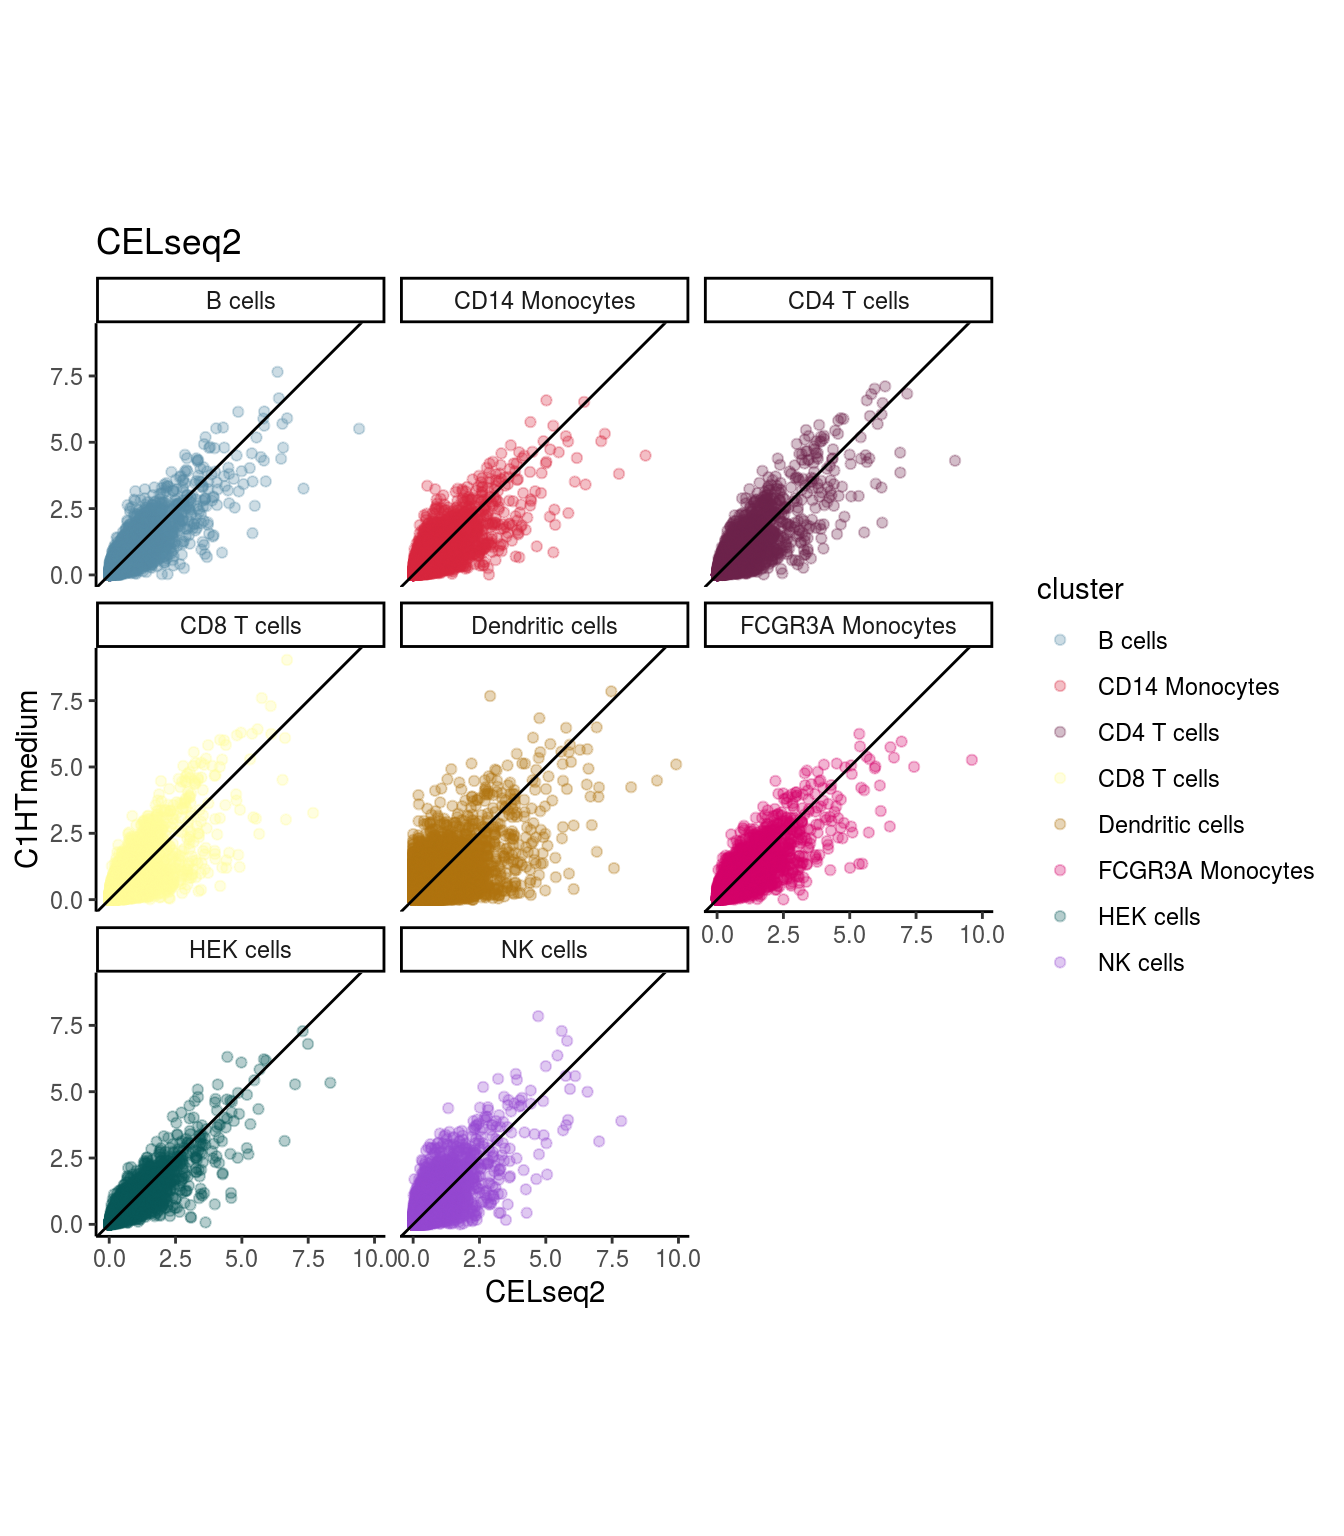 CELseq2
B cells
CD14 Monocytes
CD4 T cells
7.5
5.0
2.5
0.0
CD8 T cells
Dendritic cells
FCGR3A Monocytes
7.5
5.0
2.5
0.0
0.0 2.5 5.0 7.5 10.0
HEK cells
NK cells
7.5
5.0
2.5
0.0
0.0 2.5 5.0 7.5 10.0
0.0 2.5 5.0 7.5 10.0
CELseq2
C1HTmedium
cluster
B cells
CD14 Monocytes
CD4 T cells
CD8 T cells
Dendritic cells
FCGR3A Monocytes
HEK cells
NK cells